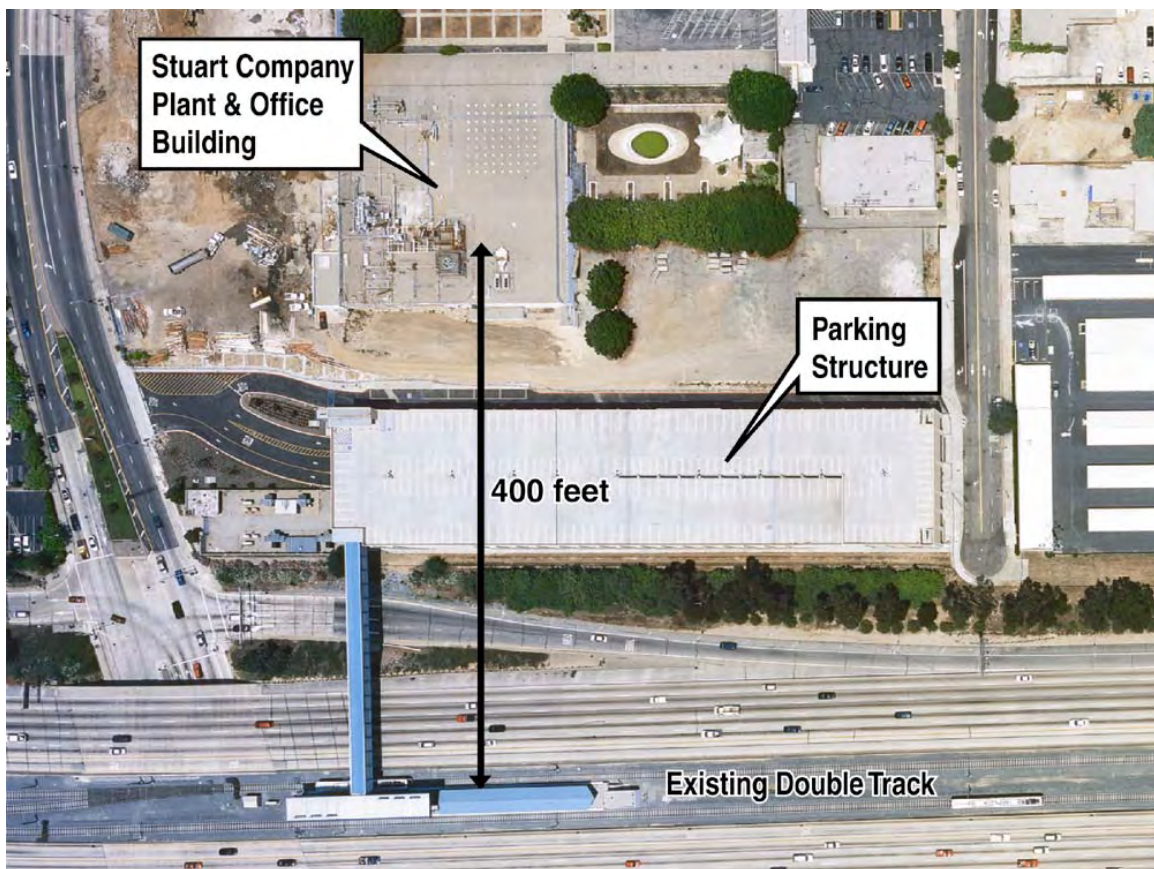 Stuart Company
Plant & Office
Building
Parking
Structure
400 feet
Existing Double Track